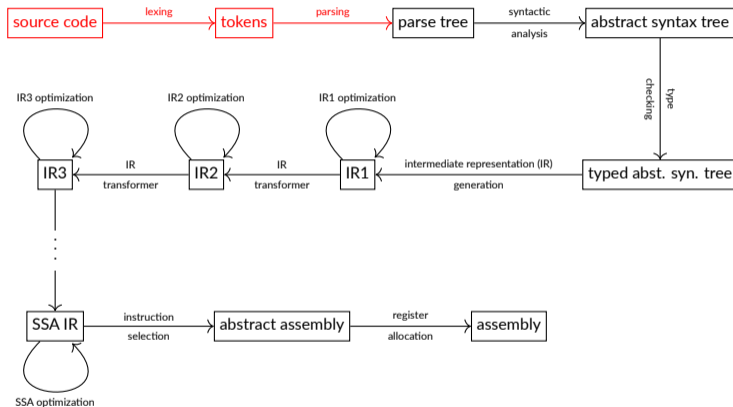 source code
lexing
tokens
parsing
parse tree
syntactic
analysis
abstract syntax tree
type
checking
IR3 optimization
IR2 optimization
IR1 optimization
IR3
IR
transformer
IR2
IR
transformer
IR1
intermediate representation (IR)
generation
typed abst. syn. tree
SSA IR
instruction
selection
abstract assembly
register
allocation
assembly
SSA optimization